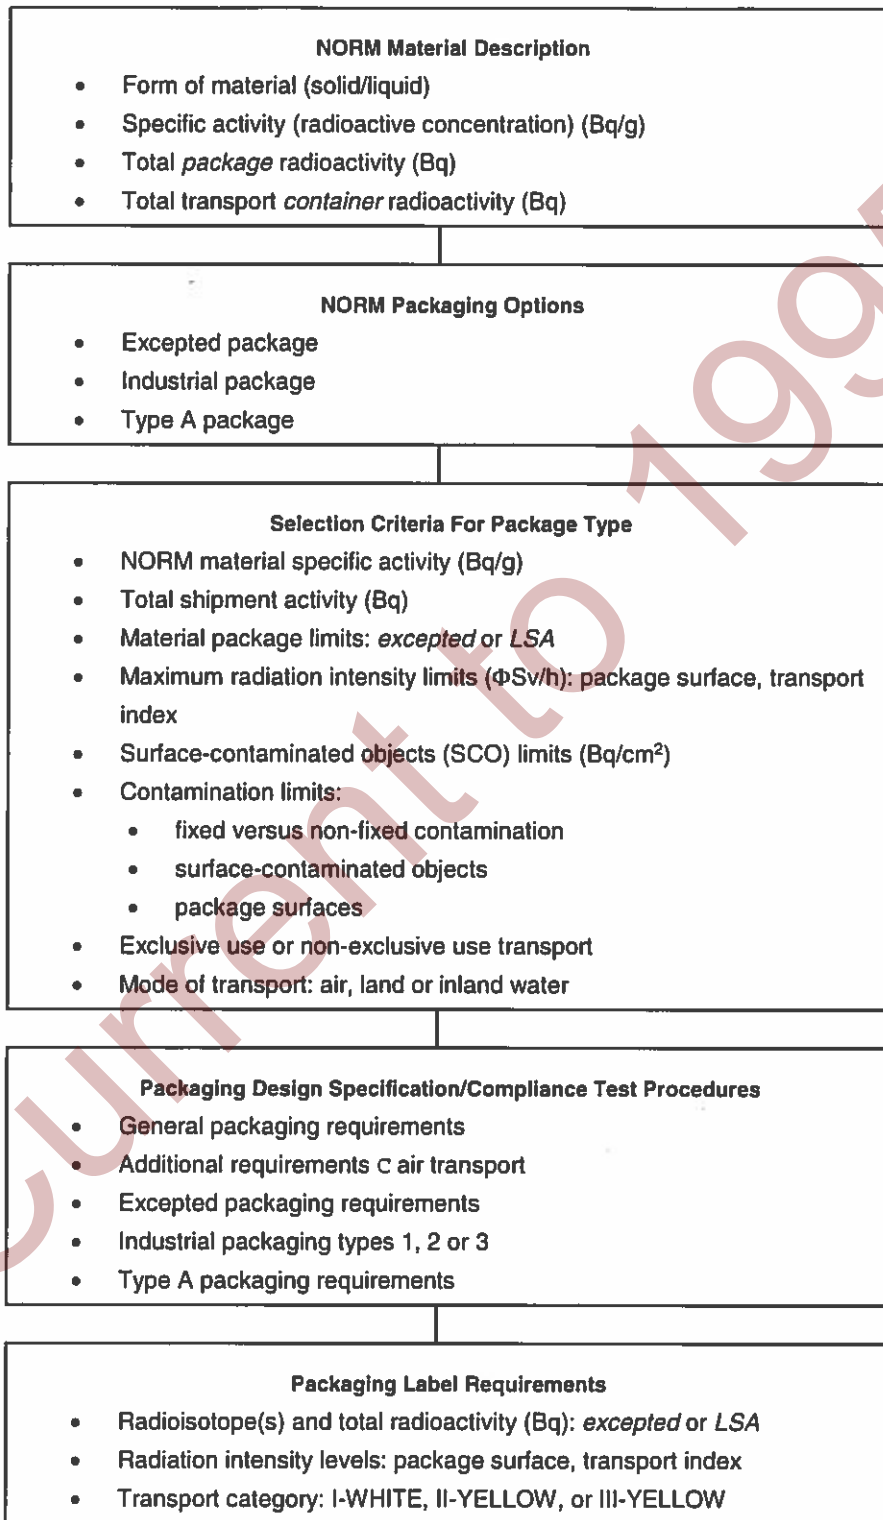 NORM Material Description
• Form of material (solid/liquid)
• Specific activity (radioactive concentration) (Bq/g)
• Total package radioactivity (Bq)
• Total transport container radioactivity (Bq)
NORM Packaging Options
• Excepted package
• Industrial package
• Type A package
Selection Criteria For Package Type
• NORM material specific activity (Bq/g)
• Total shipment activity (Bq)
• Material package limits: excepted or LSA
• Maximum radiation intensity limits (ΦSv/h): package surface, transport
index
• Surface-contaminated objects (SCO) limits (Bq/cm²)
• Contamination limits:
• fixed versus non-fixed contamination
• surface-contaminated objects
• package surfaces
• Exclusive use or non-exclusive use transport
• Mode of transport: air, land or inland water
Packaging Design Specification/Compliance Test Procedures
• General packaging requirements
• Additional requirements C air transport
• Excepted packaging requirements
• Industrial packaging types 1, 2 or 3
• Type A packaging requirements
Packaging Label Requirements
• Radioisotope(s) and total radioactivity (Bq): excepted or LSA
• Radiation intensity levels: package surface, transport index
• Transport category: I-WHITE, II-YELLOW, or III-YELLOW
Current to 199